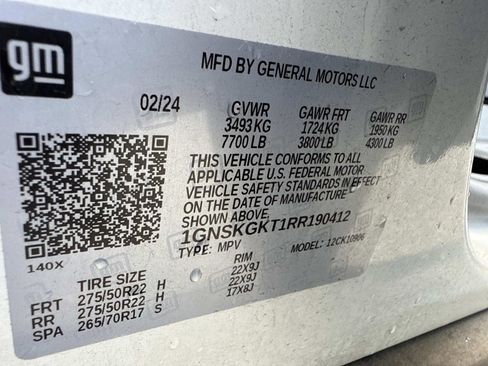 gm
MFD BY GENERAL MOTORS LLC
02/24 GVWR GAWR FRT GAWR RR
3493 KG 1724 KG 1950 KG
7700 LB 3800 LB 4300 LB
THIS VEHICLE CONFORMS TO ALL
APPLICABLE U.S. FEDERAL MOTOR
VEHICLE SAFETY STANDARDS IN EFFECT
ON THE DATE OF MANUFACTURE
1GNSKGKT1RR190412
140X TYPE: MPV MODEL: 12CK10906
TIRE SIZE RIM
FRT 275/50R22 H 22X9J
RR 275/50R22 H 22X9J
SPA 265/70R17 S 17X8J